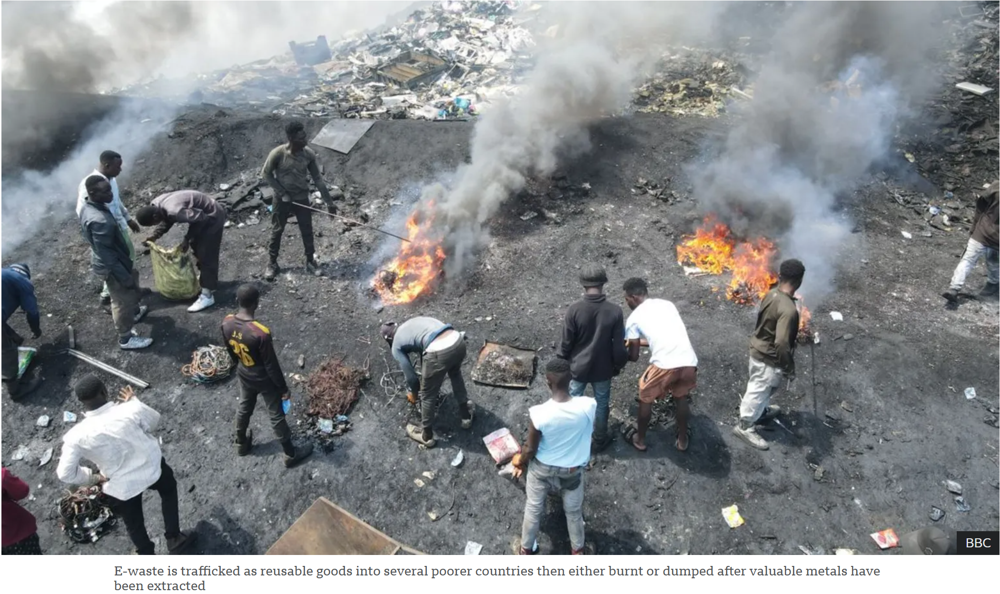 J.S
26
BBC
E-waste is trafficked as reusable goods into several poorer countries then either burnt or dumped after valuable metals have
been extracted